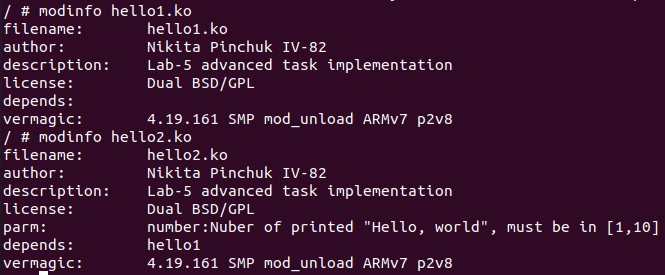 / # modinfo hello1.ko
filename:       hello1.ko
author:         Nikita Pinchuk IV-82
description:    Lab-5 advanced task implementation
license:        Dual BSD/GPL
depends:
vermagic:       4.19.161 SMP mod_unload ARMv7 p2v8
/ # modinfo hello2.ko
filename:       hello2.ko
author:         Nikita Pinchuk IV-82
description:    Lab-5 advanced task implementation
license:        Dual BSD/GPL
parm:           number:Nuber of printed "Hello, world", must be in [1,10]
depends:        hello1
vermagic:       4.19.161 SMP mod_unload ARMv7 p2v8